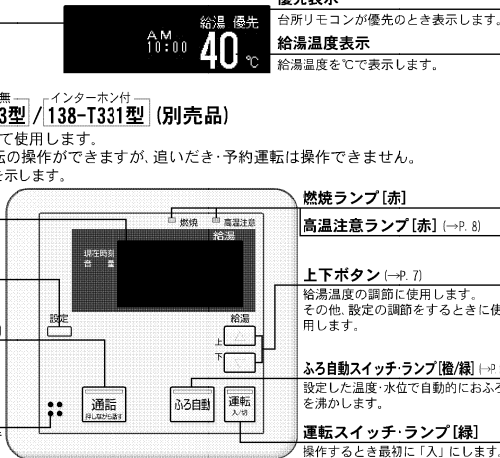 優先表示
台所リモコンが優先のとき表示します。
給湯 優先
AM
10:00
40
℃
給湯温度表示
給湯温度を℃で表示します。
インターホン付
3型 / 138-T331型 (別売品)
て使用します。
転の操作ができますが、追いだき・予約運転は操作できません。
を示します。
燃焼ランプ[赤]
燃焼
高温注意
高温注意ランプ[赤] (→P. 8)
給湯
現在時刻
音量
上下ボタン (→P. 7)
給湯温度の調節に使用します。
その他、設定の調節をするときに使
用します。
設定
給湯
上
下
ふろ自動スイッチ・ランプ[橙/緑] (→P
設定した温度・水位で自動的におふろ
を沸かします。
通話
押しながら話す
ふろ自動
運転
入/切
運転スイッチ・ランプ[緑]
操作するとき最初に「入」にします。